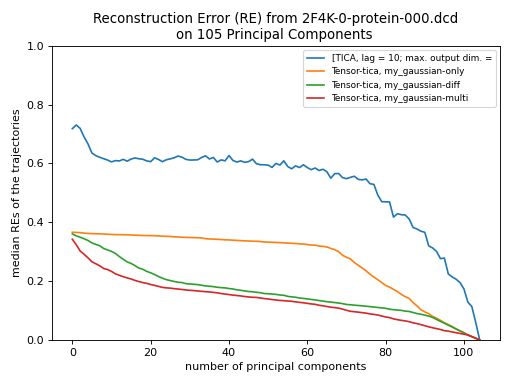 Reconstruction Error (RE) from 2F4K-0-protein-000.dcd
on 105 Principal Components
[TICA, lag = 10; max. output dim. =
Tensor-tica, my_gaussian-only
Tensor-tica, my_gaussian-diff
Tensor-tica, my_gaussian-multi
median REs of the trajectories
1.0
0.8
0.6
0.4
0.2
0.0
0 20 40 60 80 100
number of principal components